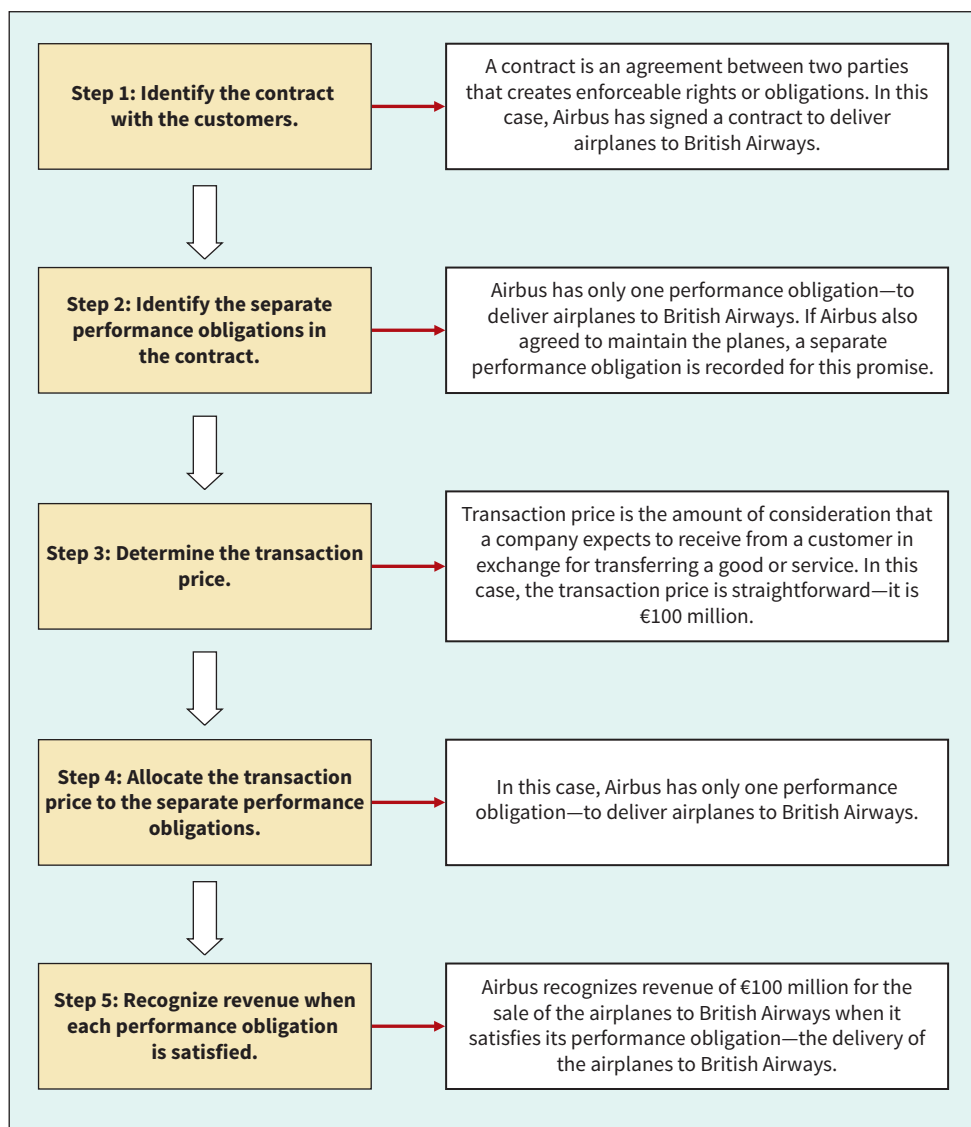 Step 1: Identify the contract
with the customers.
A contract is an agreement between two parties
that creates enforceable rights or obligations. In this
case, Airbus has signed a contract to deliver
airplanes to British Airways.
Step 2: Identify the separate
performance obligations in
the contract.
Airbus has only one performance obligation—to
deliver airplanes to British Airways. If Airbus also
agreed to maintain the planes, a separate
performance obligation is recorded for this promise.
Step 3: Determine the transaction
price.
Transaction price is the amount of consideration that
a company expects to receive from a customer in
exchange for transferring a good or service. In this
case, the transaction price is straightforward—it is
€100 million.
Step 4: Allocate the transaction
price to the separate performance
obligations.
In this case, Airbus has only one performance
obligation—to deliver airplanes to British Airways.
Step 5: Recognize revenue when
each performance obligation
is satisfied.
Airbus recognizes revenue of €100 million for the
sale of the airplanes to British Airways when it
satisfies its performance obligation—the delivery of
the airplanes to British Airways.